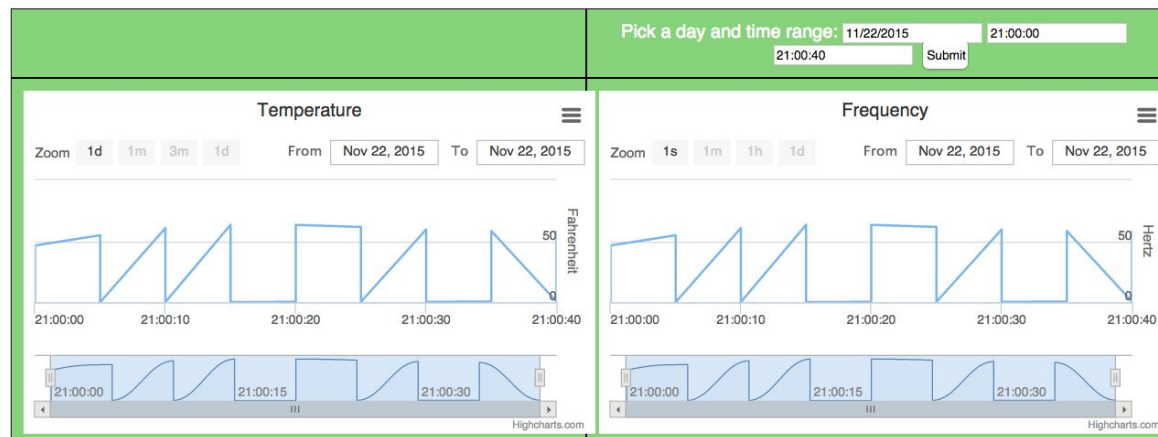 Pick a day and time range: 11/22/2015 21:00:00
21:00:40 Submit
Temperature
Zoom 1d 1m 3m 1d From Nov 22, 2015 To Nov 22, 2015
50
0
Fahrenheit
21:00:00 21:00:10 21:00:20 21:00:30 21:00:40
21:00:00 21:00:15 21:00:30
Highcharts.com
Frequency
Zoom 1s 1m 1h 1d From Nov 22, 2015 To Nov 22, 2015
50
0
Hertz
21:00:00 21:00:10 21:00:20 21:00:30 21:00:40
21:00:00 21:00:15 21:00:30
Highcharts.com